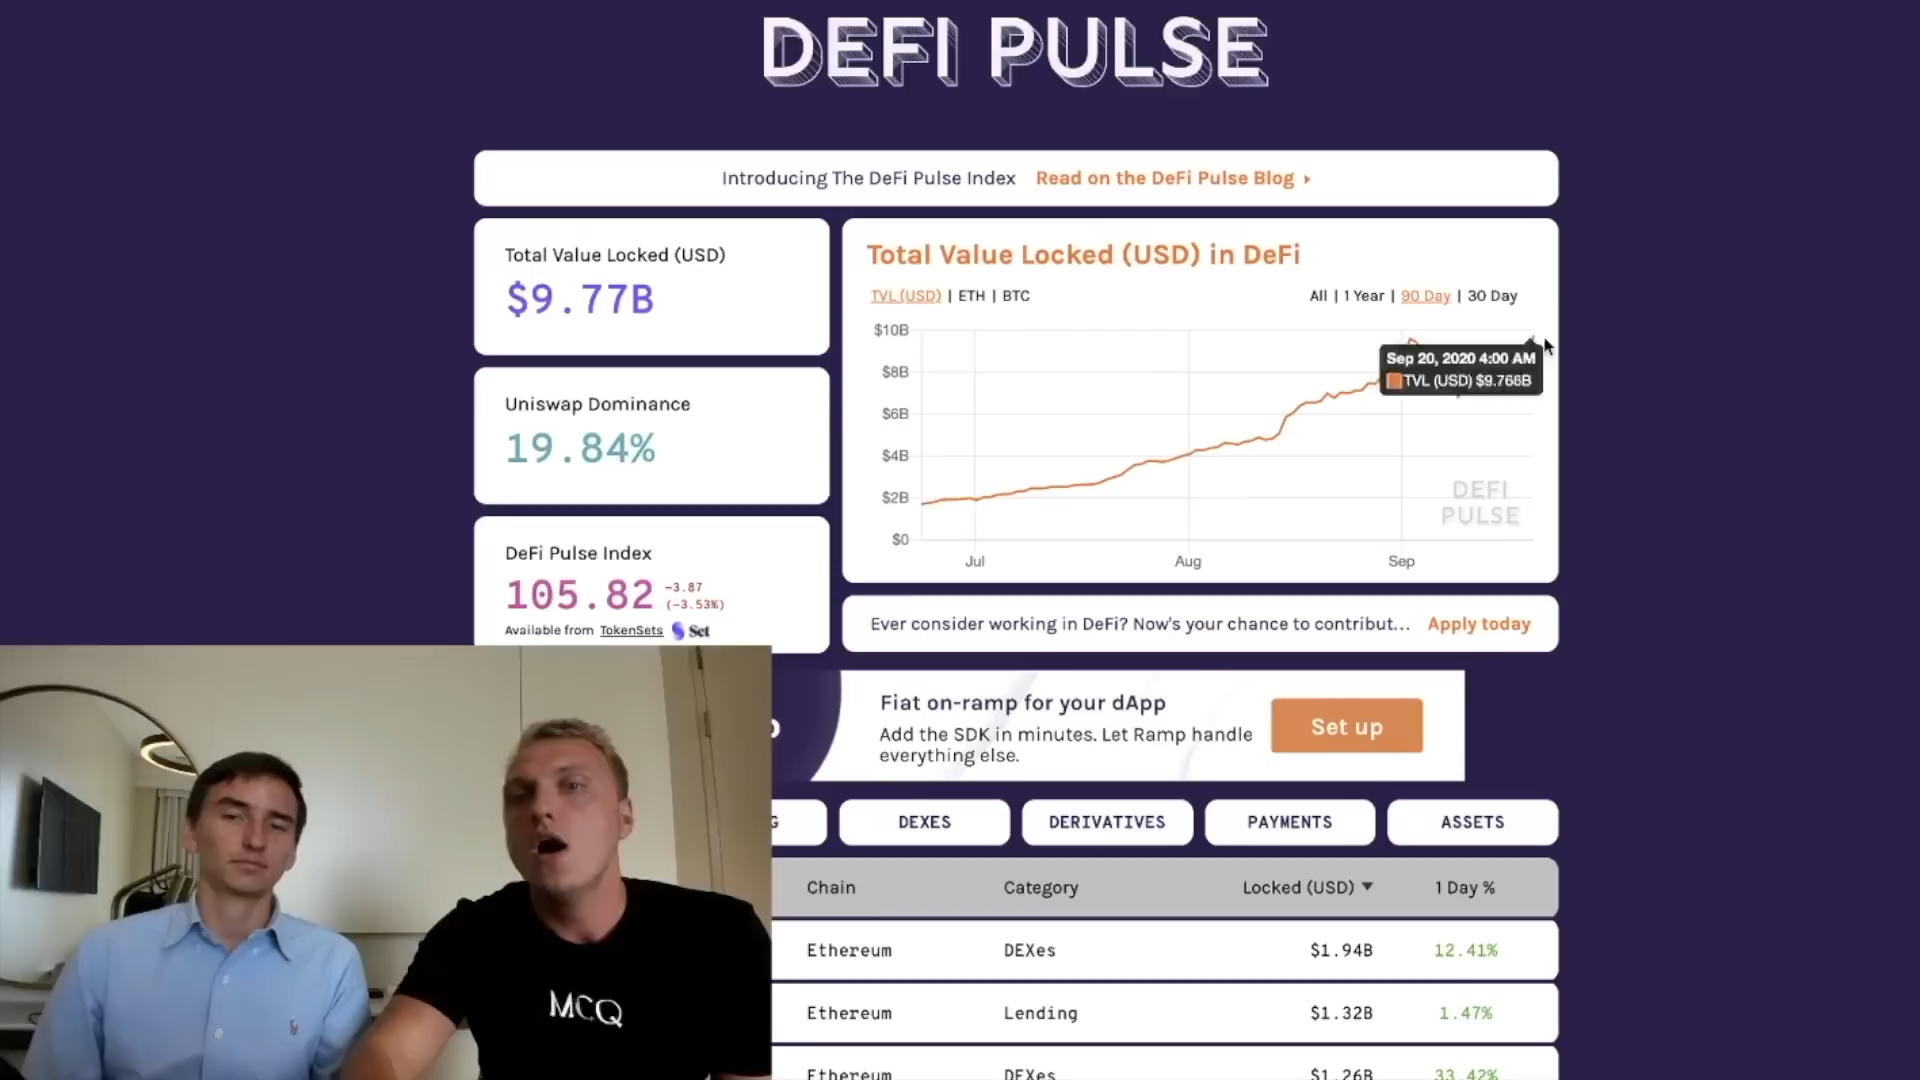 DEFI PULSE
Introducing The DeFi Pulse Index Read on the DeFi Pulse Blog
Total Value Locked (USD)
$9.77B
Uniswap Dominance
19.84%
DeFi Pulse Index
105.82 -3.87 (-3.53%)
Available from TokenSets Set
Total Value Locked (USD) in DeFi
TVL (USD) | ETH | BTC All | 1 Year | 90 Day | 30 Day
$10B
$8B
$6B
$4B
$2B
$0
Jul Aug Sep
Sep 20, 2020 4:00 AM
TVL (USD) $9.766B
DEFI
PULSE
Ever consider working in DeFi? Now's your chance to contribut... Apply today
Fiat on-ramp for your dApp
Add the SDK in minutes. Let Ramp handle
everything else.
Set up
DEXES DERIVATIVES PAYMENTS ASSETS
Chain Category Locked (USD) 1 Day %
Ethereum DEXes $1.94B 12.41%
Ethereum Lending $1.32B 1.47%
Ethereum DEXes $1.26B 33.42%
MCQ